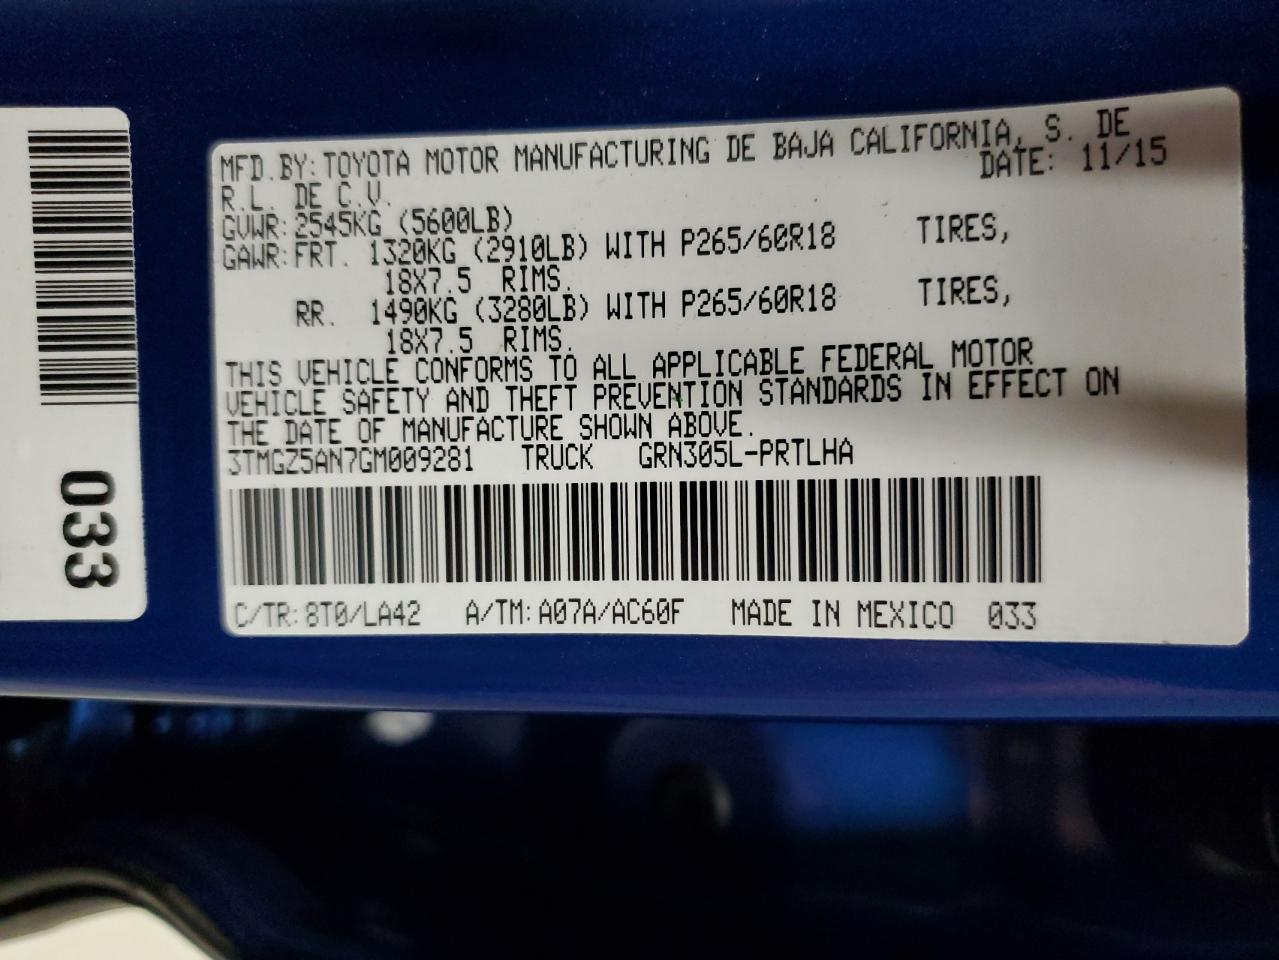 MFD.BY:TOYOTA MOTOR MANUFACTURING DE BAJA CALIFORNIA, S. DE
R.L. DE C.V. DATE: 11/15
GVWR:2545KG (5600LB)
GAWR:FRT. 1320KG (2910LB) WITH P265/60R18 TIRES,
18X7.5 RIMS.
RR. 1490KG (3280LB) WITH P265/60R18 TIRES,
18X7.5 RIMS.
THIS VEHICLE CONFORMS TO ALL APPLICABLE FEDERAL MOTOR
VEHICLE SAFETY AND THEFT PREVENTION STANDARDS IN EFFECT ON
THE DATE OF MANUFACTURE SHOWN ABOVE.
3TMGZ5AN7GM009281 TRUCK GRN305L-PRTLHA
C/TR:8T0/LA42 A/TM:A07A/AC60F MADE IN MEXICO 033
033